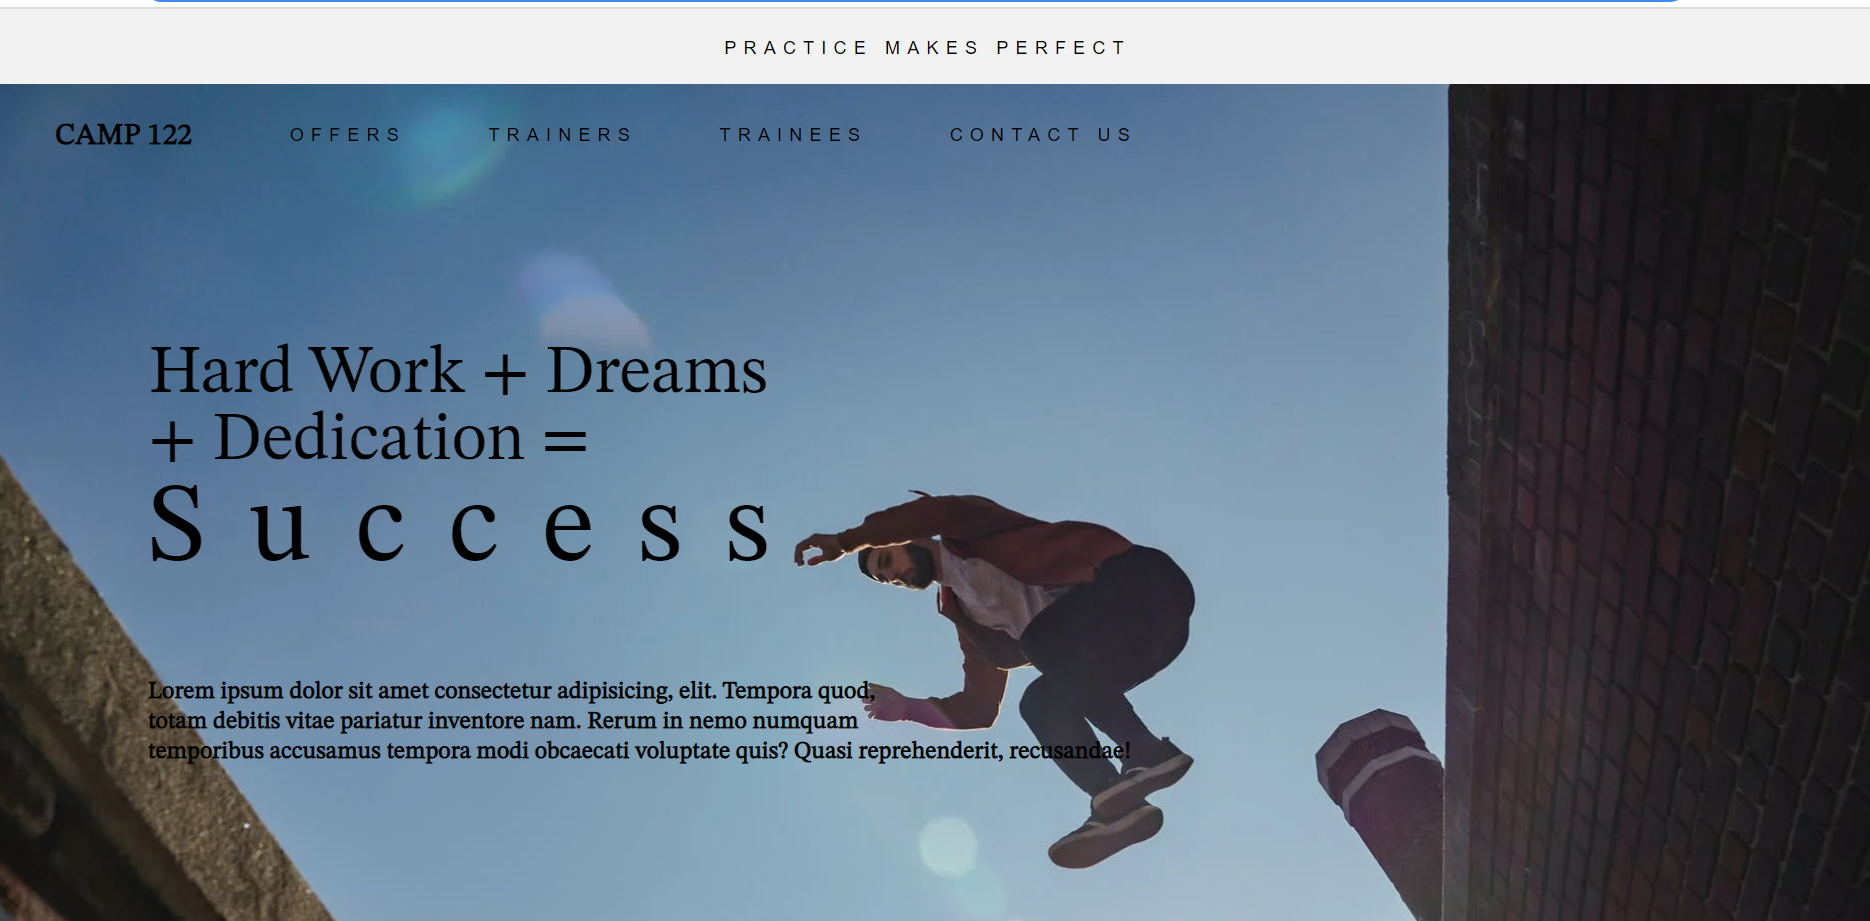 PRACTICE MAKES PERFECT
CAMP 122 OFFERS TRAINERS TRAINEES CONTACT US
Hard Work + Dreams
+ Dedication =
Success
Lorem ipsum dolor sit amet consectetur adipisicing, elit. Tempora quod,
totam debitis vitae pariatur inventore nam. Rerum in nemo numquam
temporibus accusamus tempora modi obcaecati voluptate quis? Quasi reprehenderit, recusandae!